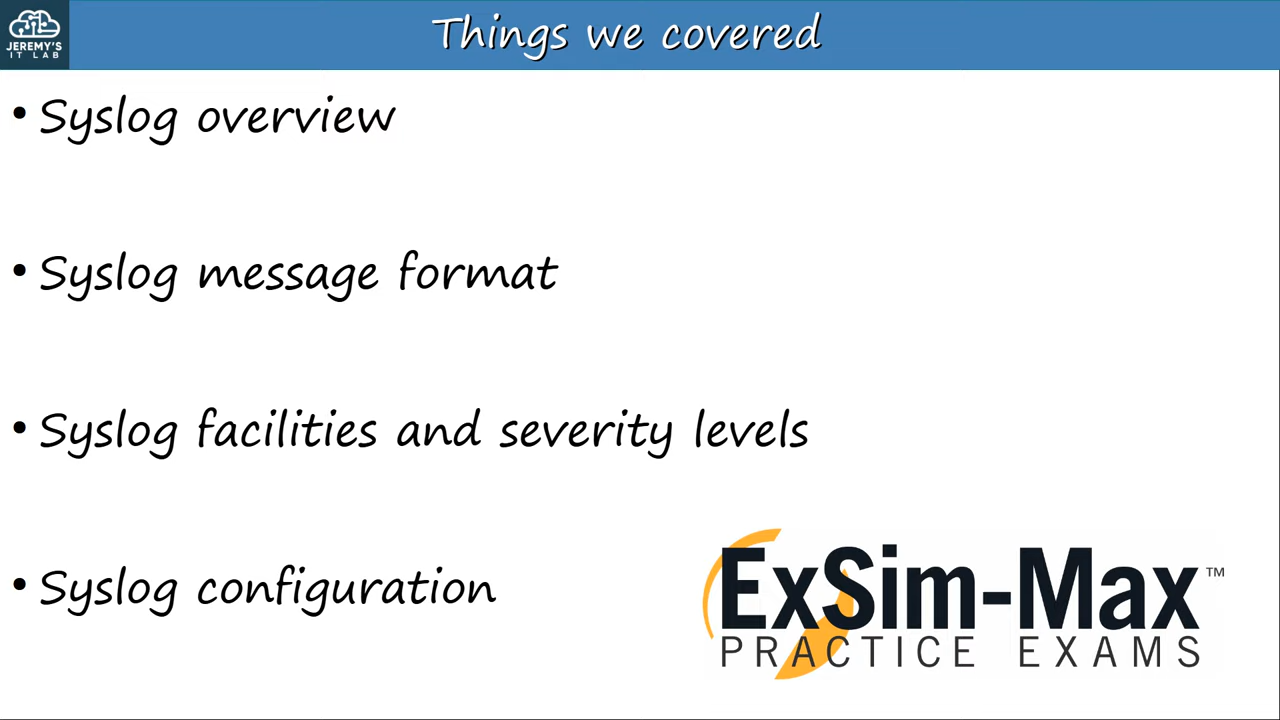 JEREMY'S
IT LAB
Things we covered
• Syslog overview
• Syslog message format
• Syslog facilities and severity levels
• Syslog configuration
ExSim-Max™
PRACTICE EXAMS